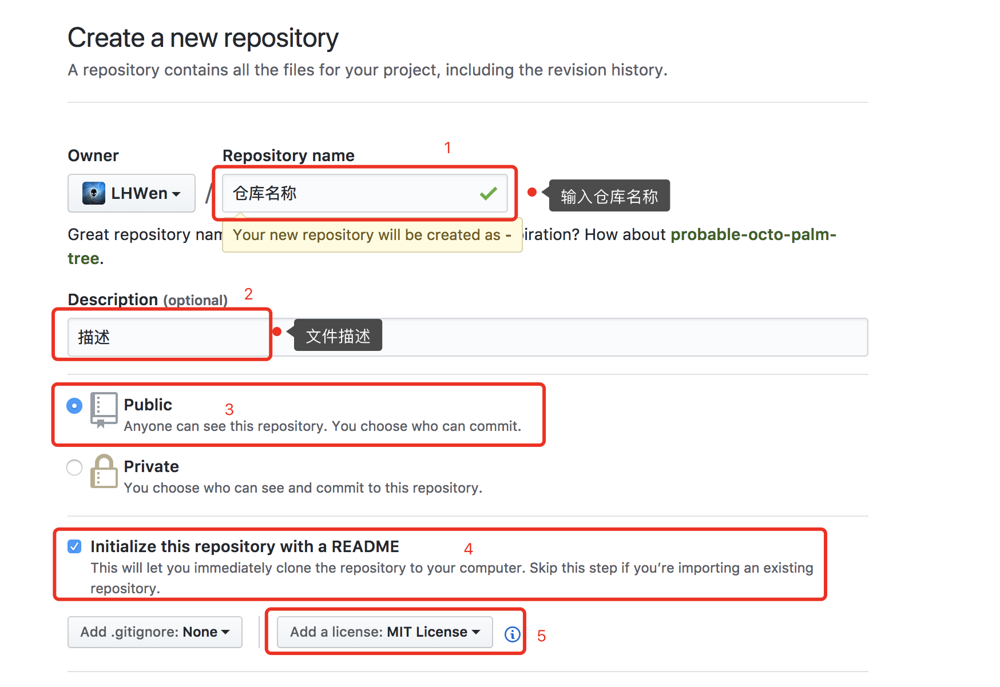 Create a new repository
A repository contains all the files for your project, including the revision history.
1
Owner
Repository name
LHWen
/
仓库名称
输入仓库名称
Great repository nam
Your new repository will be created as -
iration? How about probable-octo-palm-
tree.
Description (optional)
2
描述
文件描述
Public
3
Anyone can see this repository. You choose who can commit.
Private
You choose who can see and commit to this repository.
Initialize this repository with a README
4
This will let you immediately clone the repository to your computer. Skip this step if you’re importing an existing
repository.
Add .gitignore: None
Add a license: MIT License
5